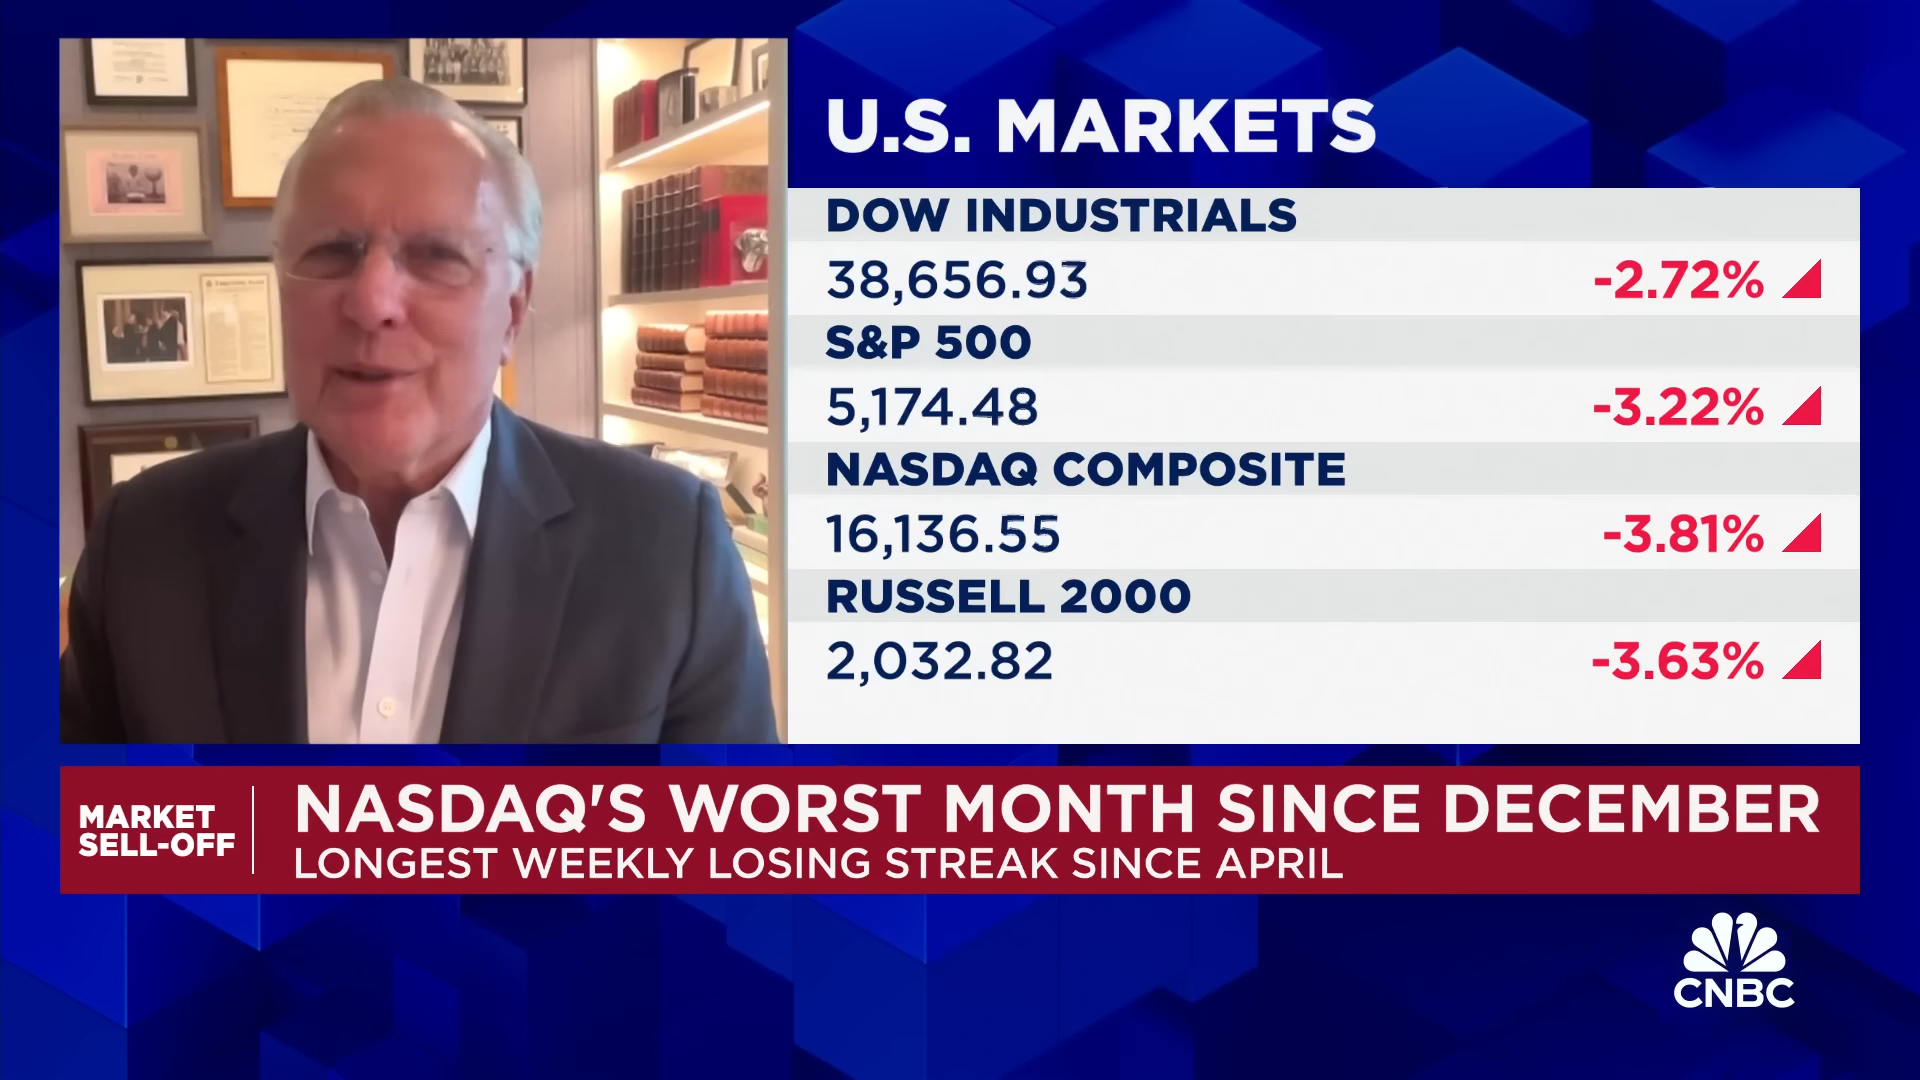 U.S. MARKETS
DOW INDUSTRIALS
38,656.93 -2.72%
S&P 500
5,174.48 -3.22%
NASDAQ COMPOSITE
16,136.55 -3.81%
RUSSELL 2000
2,032.82 -3.63%
MARKET
SELL-OFF
NASDAQ'S WORST MONTH SINCE DECEMBER
LONGEST WEEKLY LOSING STREAK SINCE APRIL
CNBC